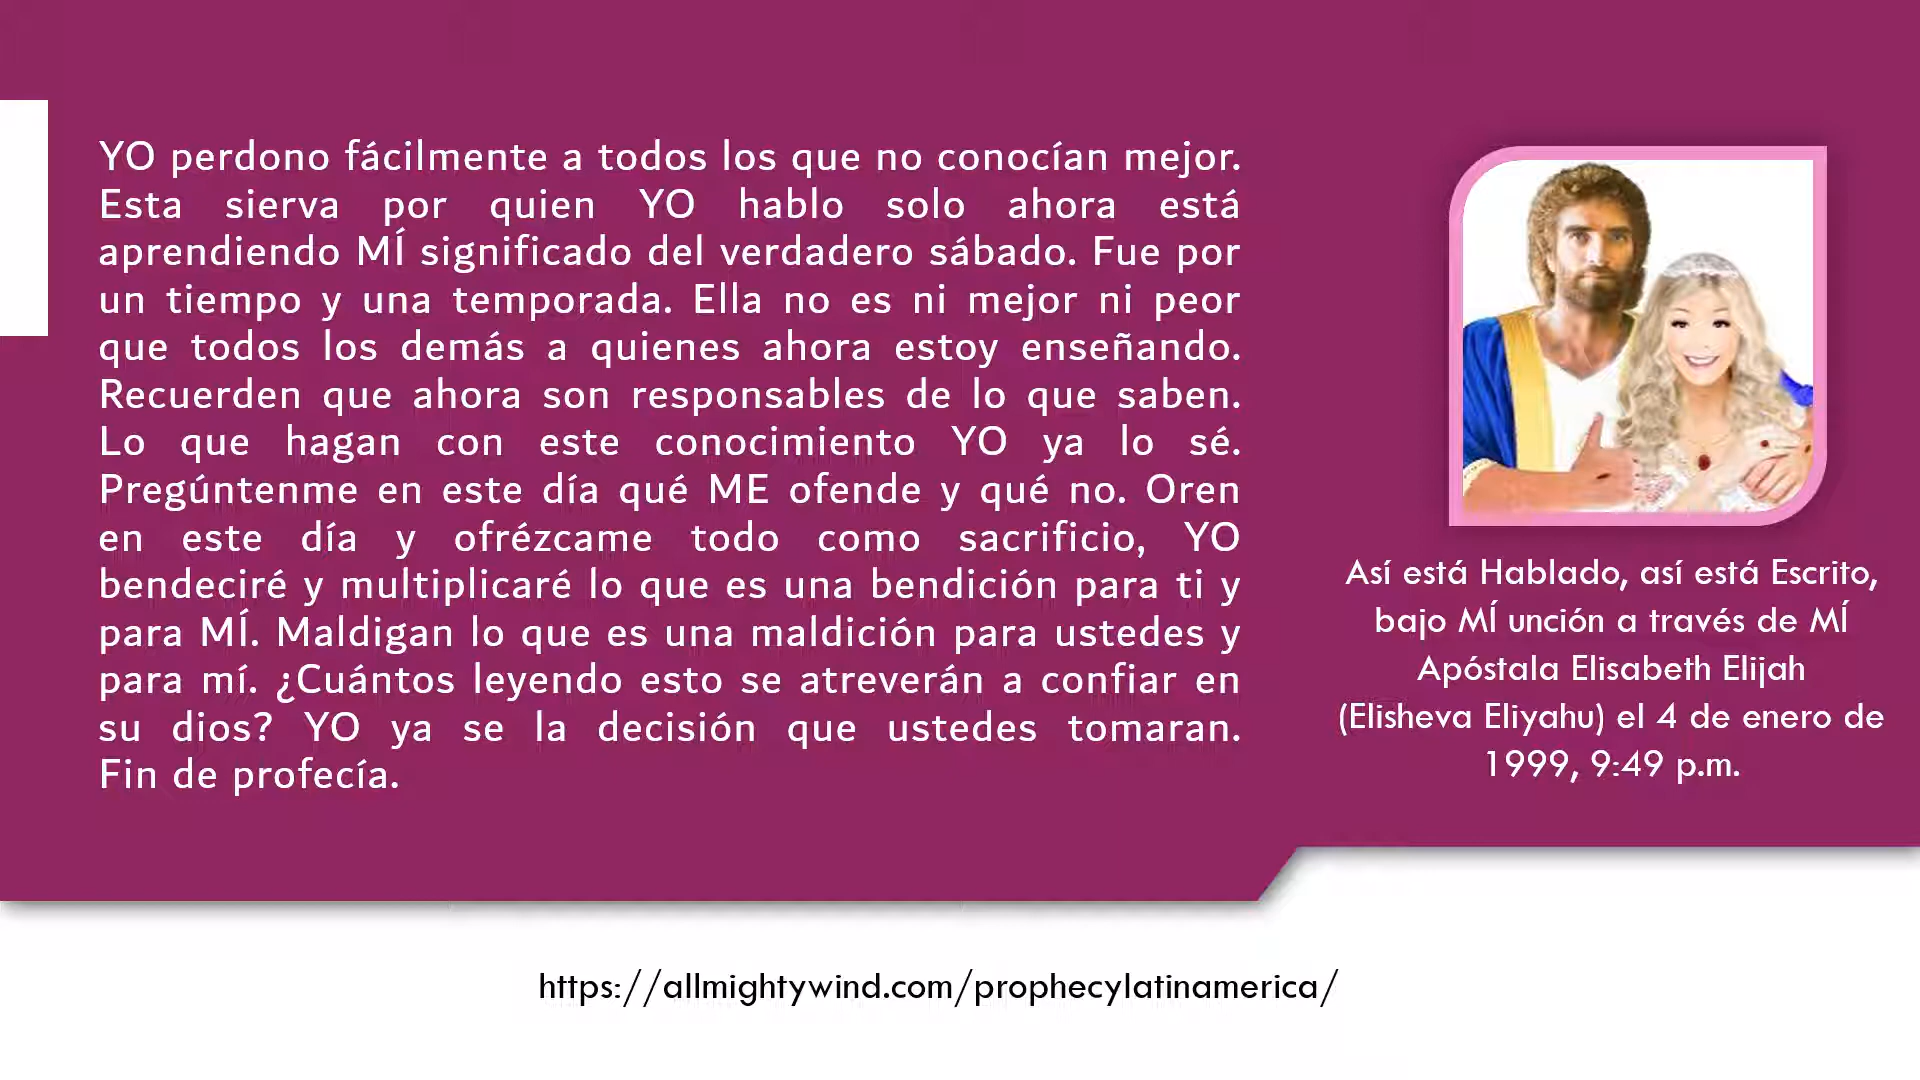 YO perdono fácilmente a todos los que no conocían mejor.
Esta sierva por quien YO hablo solo ahora está
aprendiendo MÍ significado del verdadero sábado. Fue por
un tiempo y una temporada. Ella no es ni mejor ni peor
que todos los demás a quienes ahora estoy enseñando.
Recuerden que ahora son responsables de lo que saben.
Lo que hagan con este conocimiento YO ya lo sé.
Pregúntenme en este día qué ME ofende y qué no. Oren
en este día y ofrézcame todo como sacrificio, YO
bendeciré y multiplicaré lo que es una bendición para ti y
para MÍ. Maldigan lo que es una maldición para ustedes y
para mí. ¿Cuántos leyendo esto se atreverán a confiar en
su dios? YO ya se la decisión que ustedes tomaran.
Fin de profecía.
Así está Hablado, así está Escrito,
bajo MÍ unción a través de MÍ
Apóstala Elisabeth Elijah
(Elisheva Eliyahu) el 4 de enero de
1999, 9:49 p.m.
https://allmightywind.com/prophecylatinamerica/